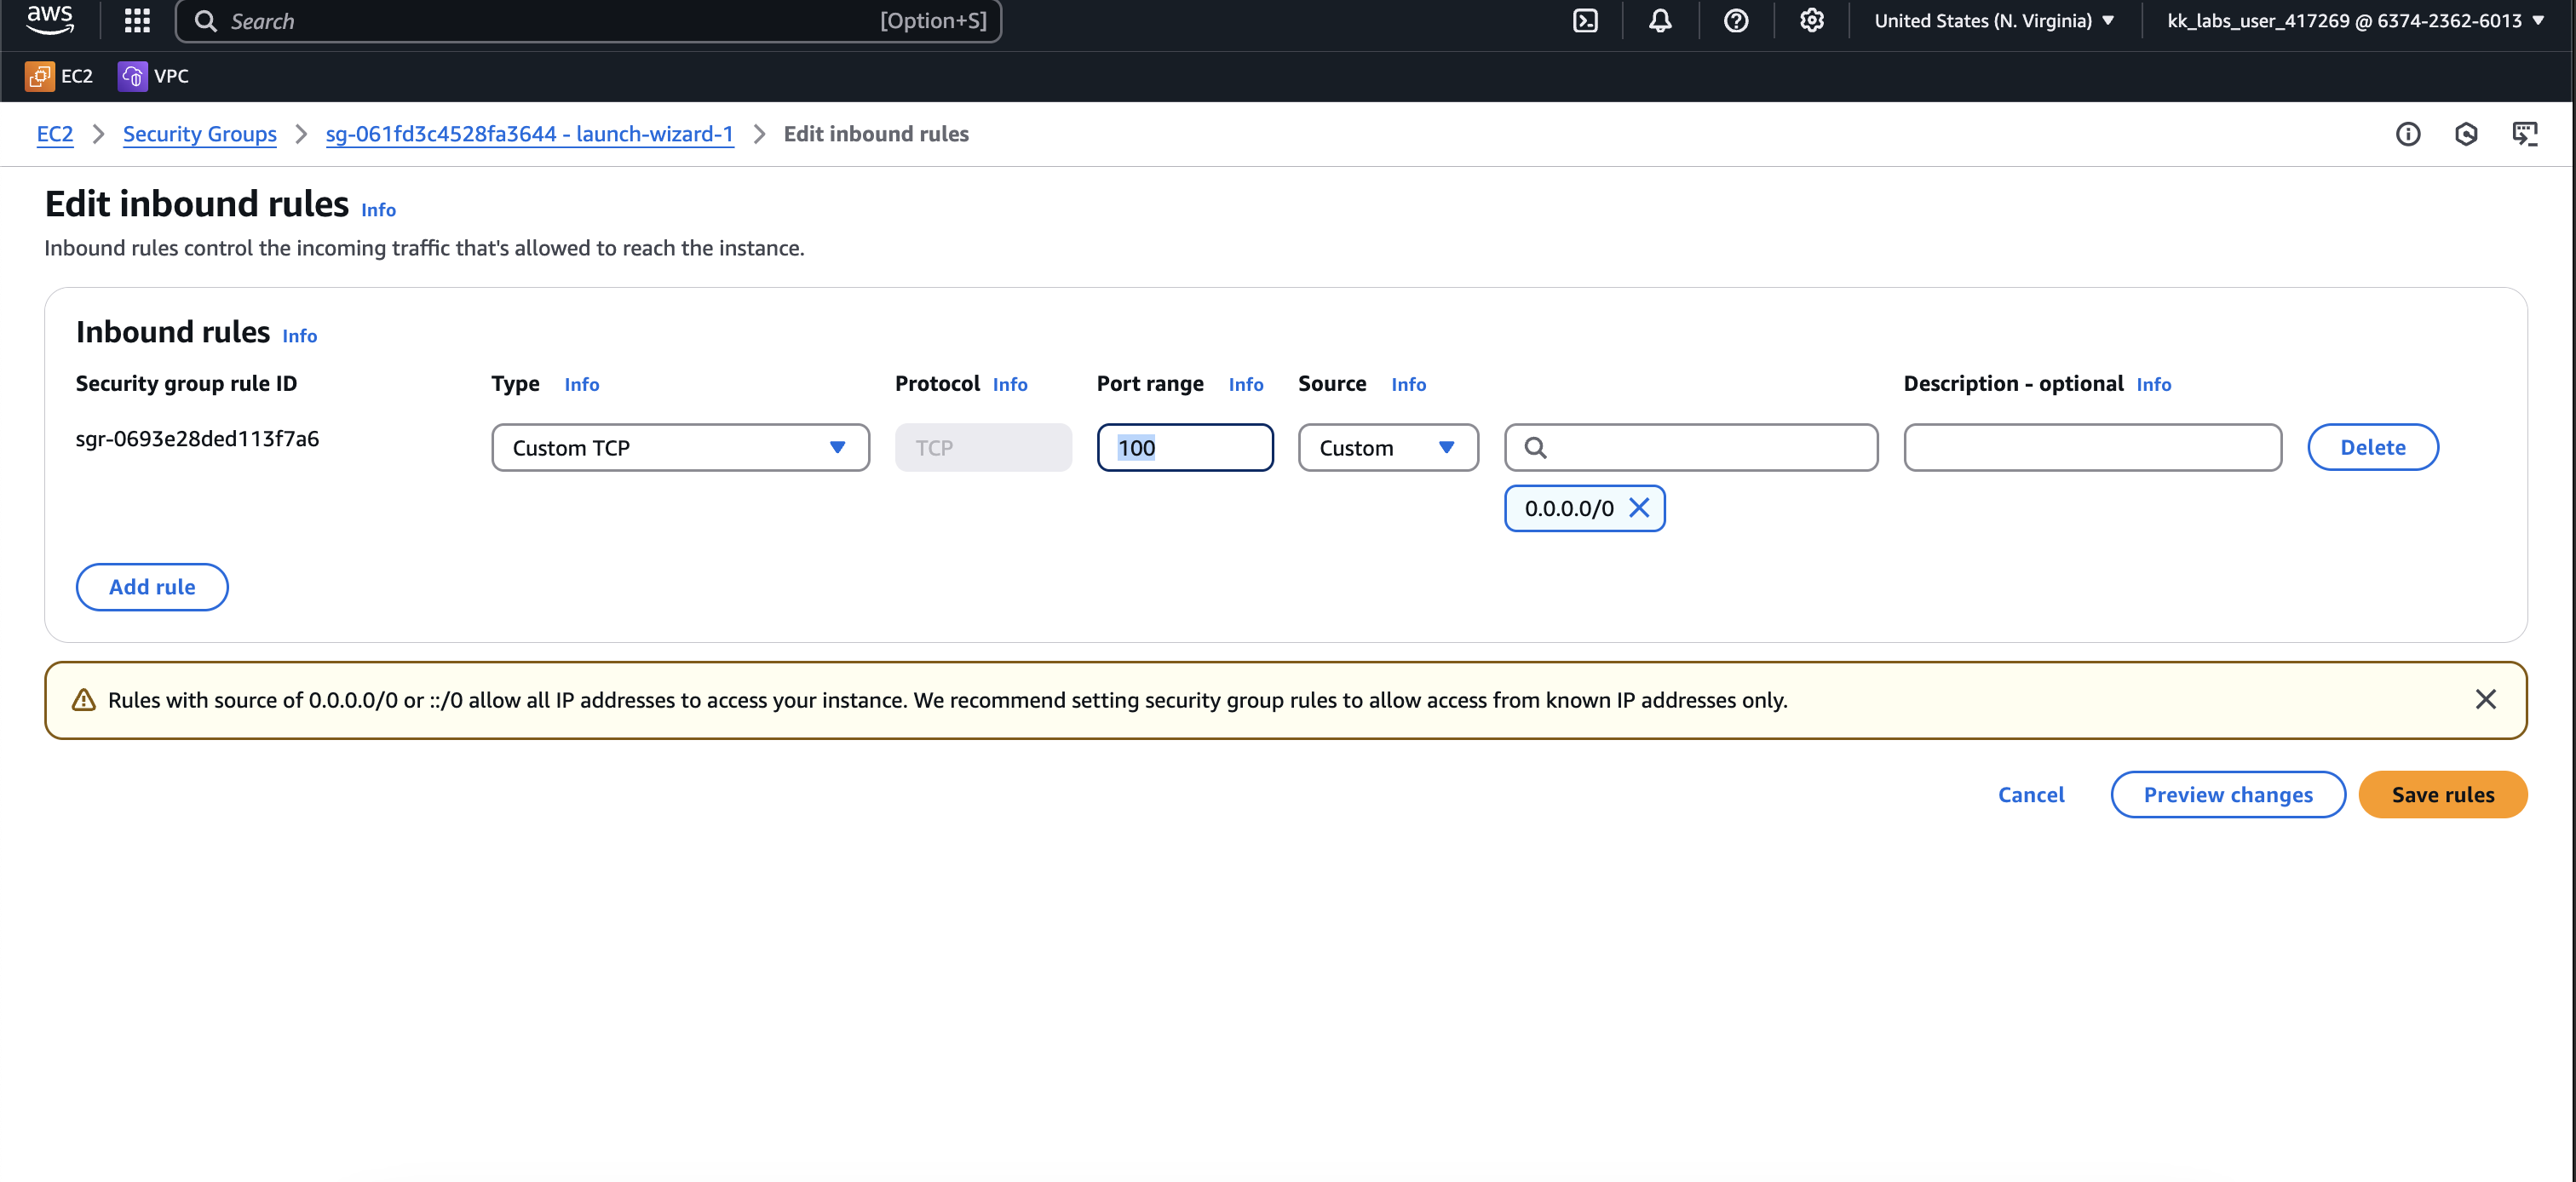 aws
Search [Option+S]
United States (N. Virginia)
kk_labs_user_417269 @ 6374-2362-6013
EC2 VPC
EC2 > Security Groups > sg-061fd3c4528fa3644 - launch-wizard-1 > Edit inbound rules
Edit inbound rules Info
Inbound rules control the incoming traffic that's allowed to reach the instance.
Inbound rules Info
Security group rule ID Type Info Protocol Info Port range Info Source Info Description - optional Info
sgr-0693e28ded113f7a6 Custom TCP TCP 100 Custom Delete
0.0.0.0/0
Add rule
Rules with source of 0.0.0.0/0 or ::/0 allow all IP addresses to access your instance. We recommend setting security group rules to allow access from known IP addresses only.
Cancel Preview changes Save rules